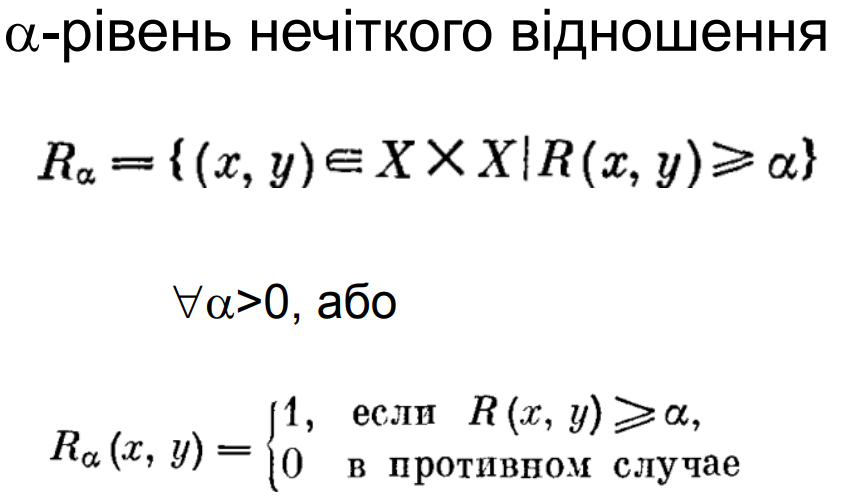 α-рівень нечіткого відношення
R_α = {(x, y) ∈ X × X | R(x, y) ⩾ α}
∀α>0, або
R_α (x, y) = { 1, если R (x, y) ⩾ α,
0 в противном случае